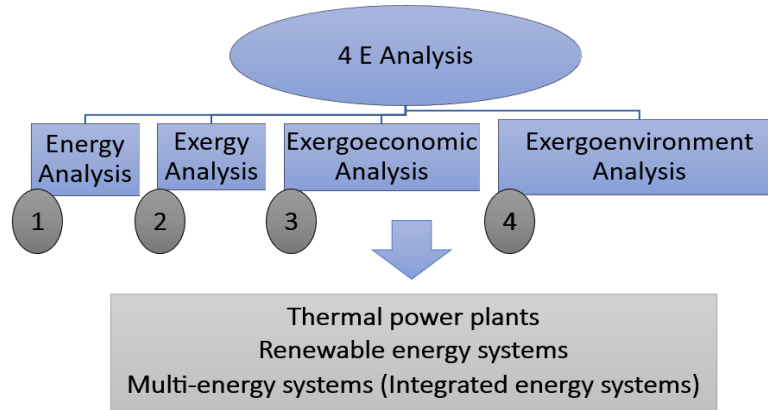 4 E Analysis
Energy
Analysis
Exergy
Analysis
Exergoeconomic
Analysis
Exergoenvironment
Analysis
1
2
3
4
Thermal power plants
Renewable energy systems
Multi-energy systems (Integrated energy systems)